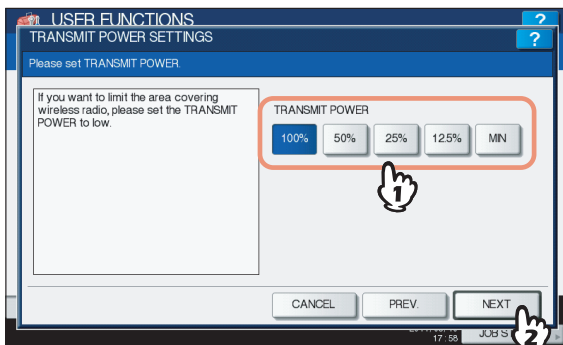 USER FUNCTIONS
?
TRANSMIT POWER SETTINGS
?
Please set TRANSMIT POWER.
If you want to limit the area covering
wireless radio, please set the TRANSMIT
POWER to low.
TRANSMIT POWER
100% 50% 25% 12.5% MIN
1
CANCEL PREV. NEXT
2
17:58
JOB S